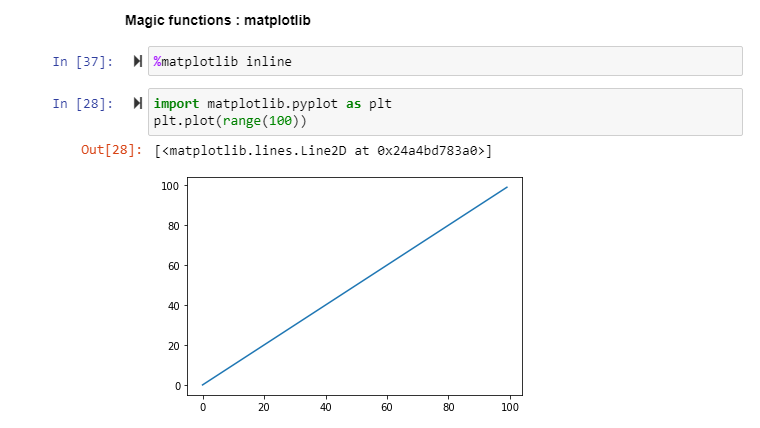 Magic functions : matplotlib
In [37]: %matplotlib inline
In [28]: import matplotlib.pyplot as plt
plt.plot(range(100))
Out[28]: [<matplotlib.lines.Line2D at 0x24a4bd783a0>]
100
80
60
40
20
0
0 20 40 60 80 100